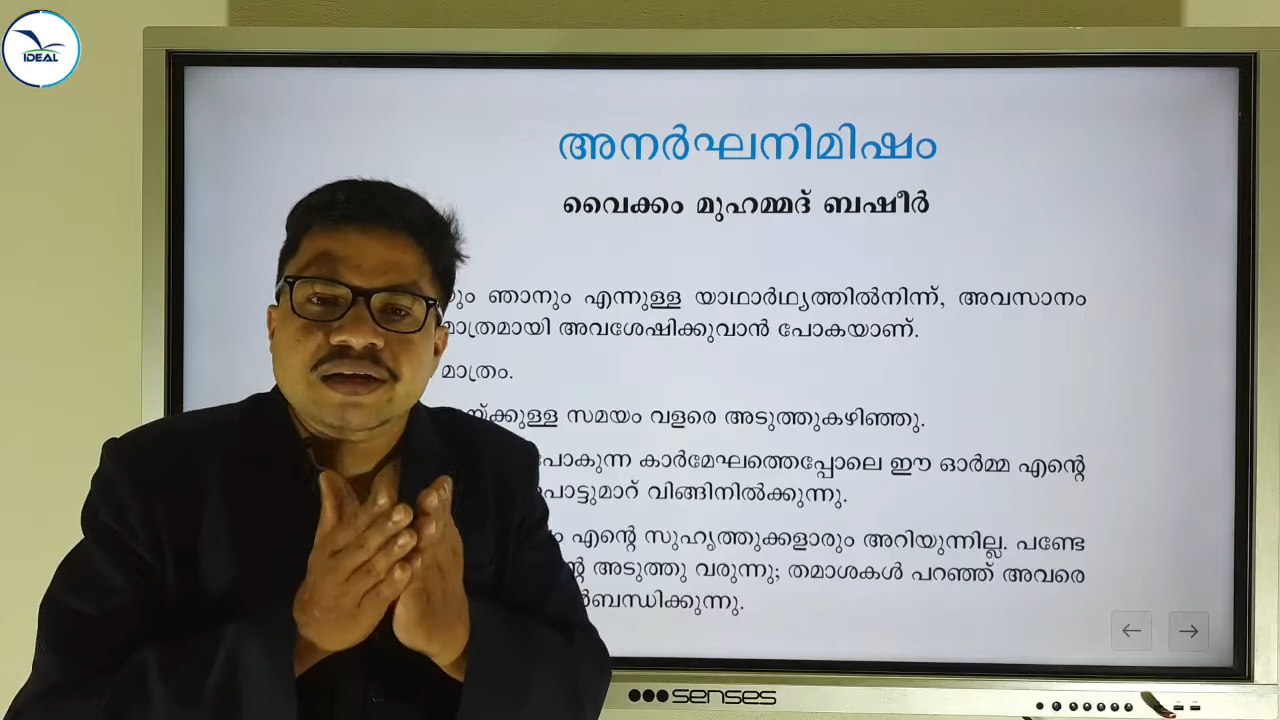 IDEAL
അനർഘനിമിഷം
വൈക്കം മുഹമ്മദ് ബഷീർ
ഞാനും എന്നുള്ള യാഥാർഥ്യത്തിൽനിന്ന്, അവസാനം
മാത്രമായി അവശേഷിക്കുവാൻ പോകയാണ്.
മാത്രം.
യ്ക്കുള്ള സമയം വളരെ അടുത്തുകഴിഞ്ഞു.
പോകുന്ന കാർമേഘത്തെപ്പോലെ ഈ ഓർമ്മ എന്റെ
പൊട്ടുമാറ് വിങ്ങിനിൽക്കുന്നു.
എന്റെ സുഹൃത്തുക്കളാരും അറിയുന്നില്ല. പണ്ടേ
അടുത്തു വരുന്നു; തമാശകൾ പറഞ്ഞ് അവരെ
ർബന്ധിക്കുന്നു.
senses